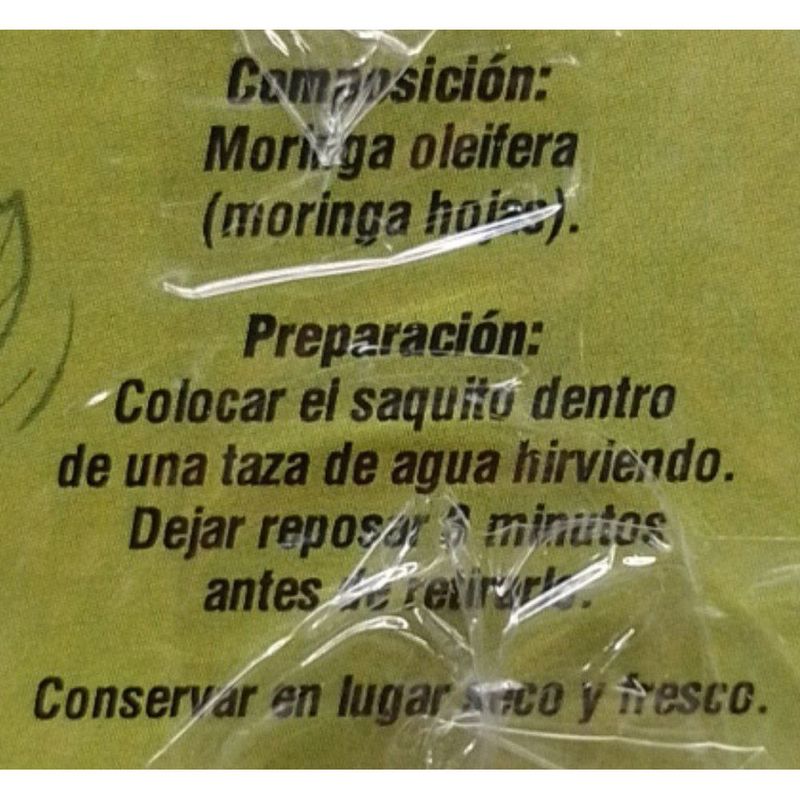 Composición:
Moringa oleifera
(moringa hojas).
Preparación:
Colocar el saquito dentro
de una taza de agua hirviendo.
Dejar reposar minutos
antes de retirarlo.
Conservar en lugar seco y fresco.